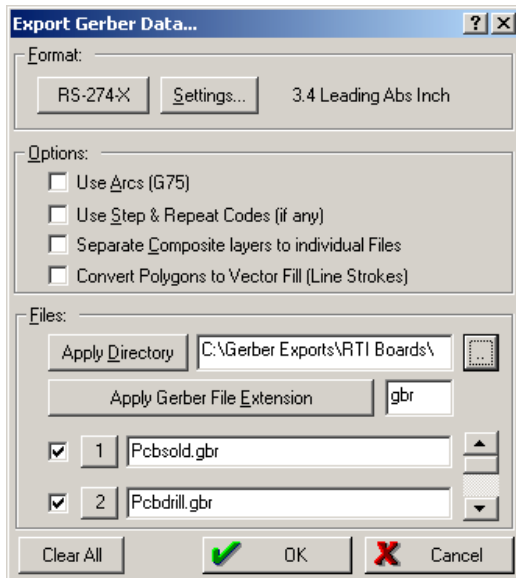 Export Gerber Data...
Format:
RS-274-X Settings... 3.4 Leading Abs Inch
Options:
Use Arcs (G75)
Use Step & Repeat Codes (if any)
Separate Composite layers to individual Files
Convert Polygons to Vector Fill (Line Strokes)
Files:
Apply Directory C:\Gerber Exports\RTI Boards\ ..
Apply Gerber File Extension gbr
1 Pcbsold.gbr
2 Pcbdrill.gbr
Clear All OK Cancel